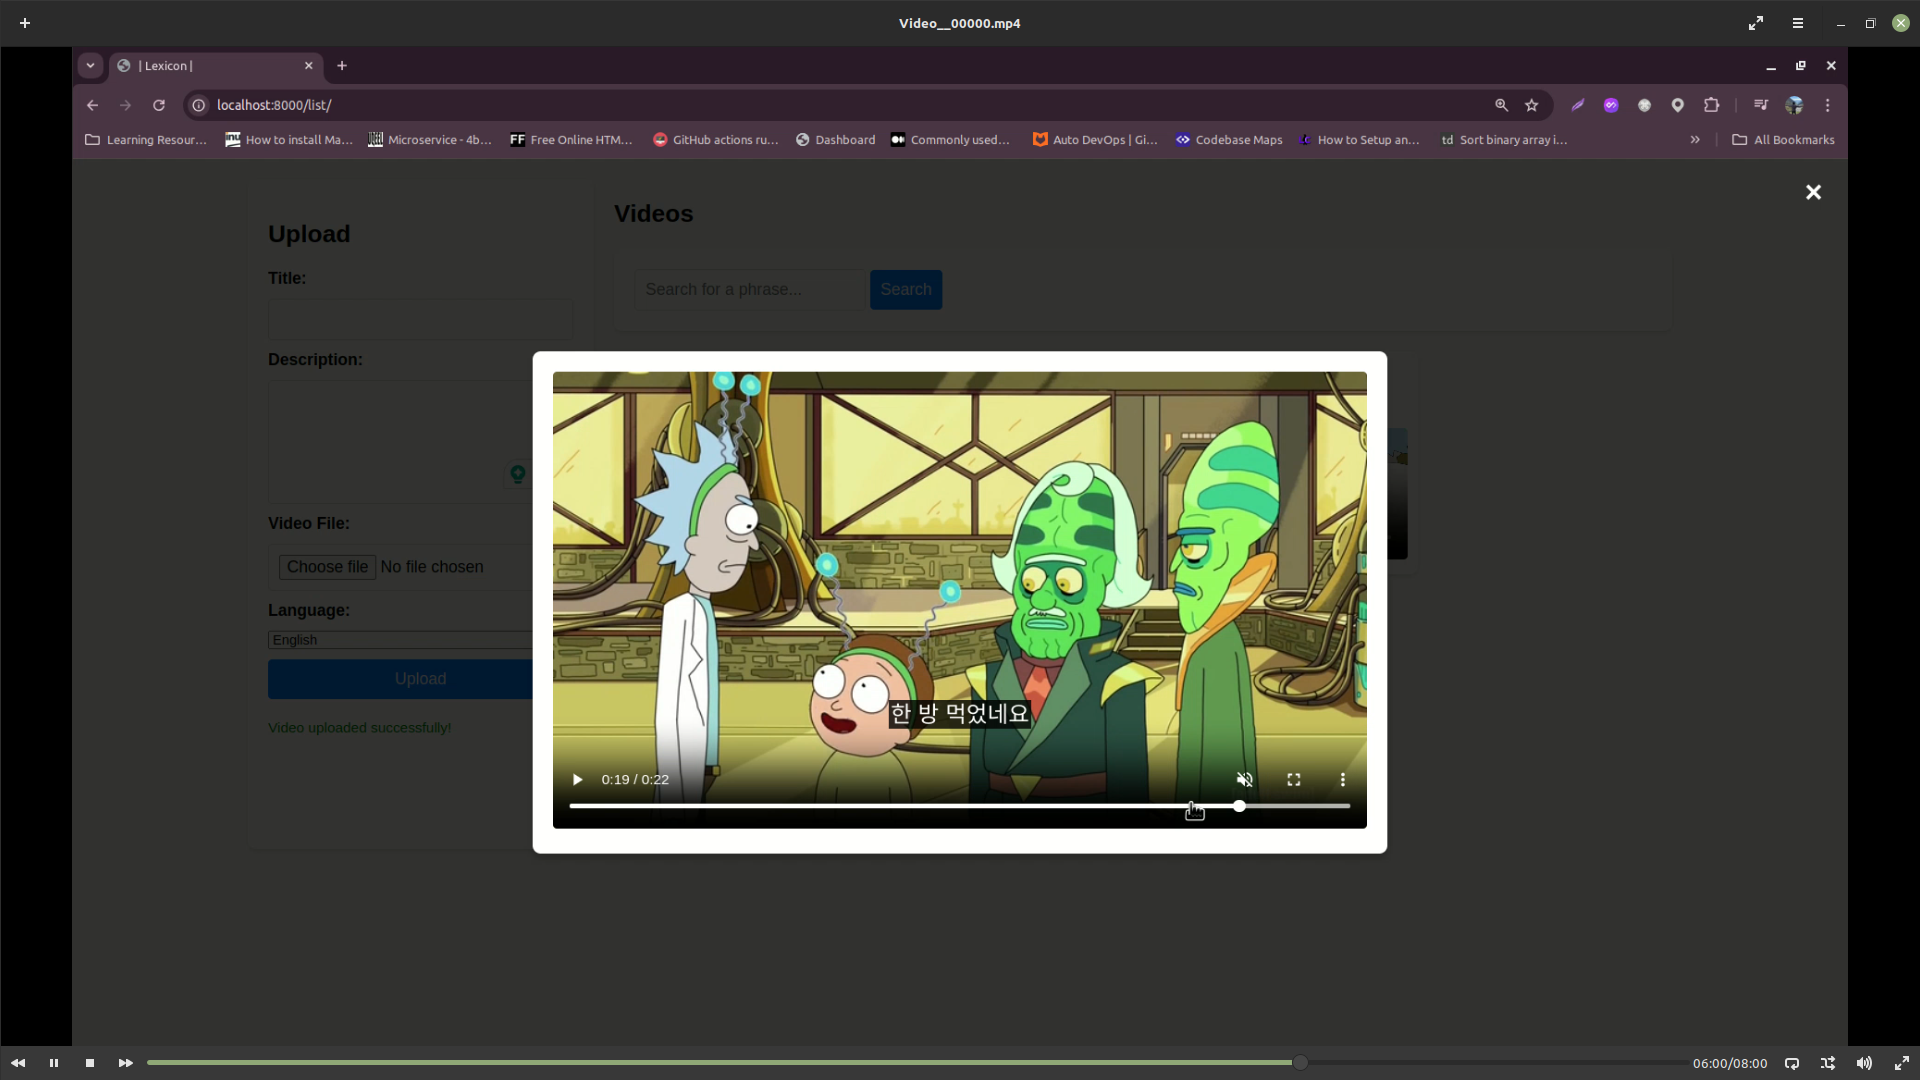 Video__00000.mp4
| Lexicon |
localhost:8000/list/
Learning Resour...
How to install Ma...
Microservice - 4b...
FF Free Online HTM...
GitHub actions ru...
Dashboard
Commonly used...
Auto DevOps | Gi...
Codebase Maps
How to Setup an...
td Sort binary array i...
All Bookmarks
Upload
Title:
Description:
Video File:
Choose file No file chosen
Language:
English
Upload
Video uploaded successfully!
Videos
Search for a phrase...
Search
한 방 먹었네요
0:19 / 0:22
06:00/08:00